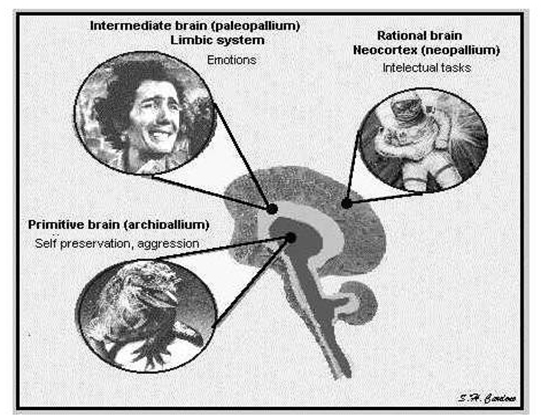 Intermediate brain (paleopallium)
Limbic system
Emotions
Rational brain
Neocortex (neopallium)
Intelectual tasks
Primitive brain (archipallium)
Self preservation, aggression
S.H. Cardoso